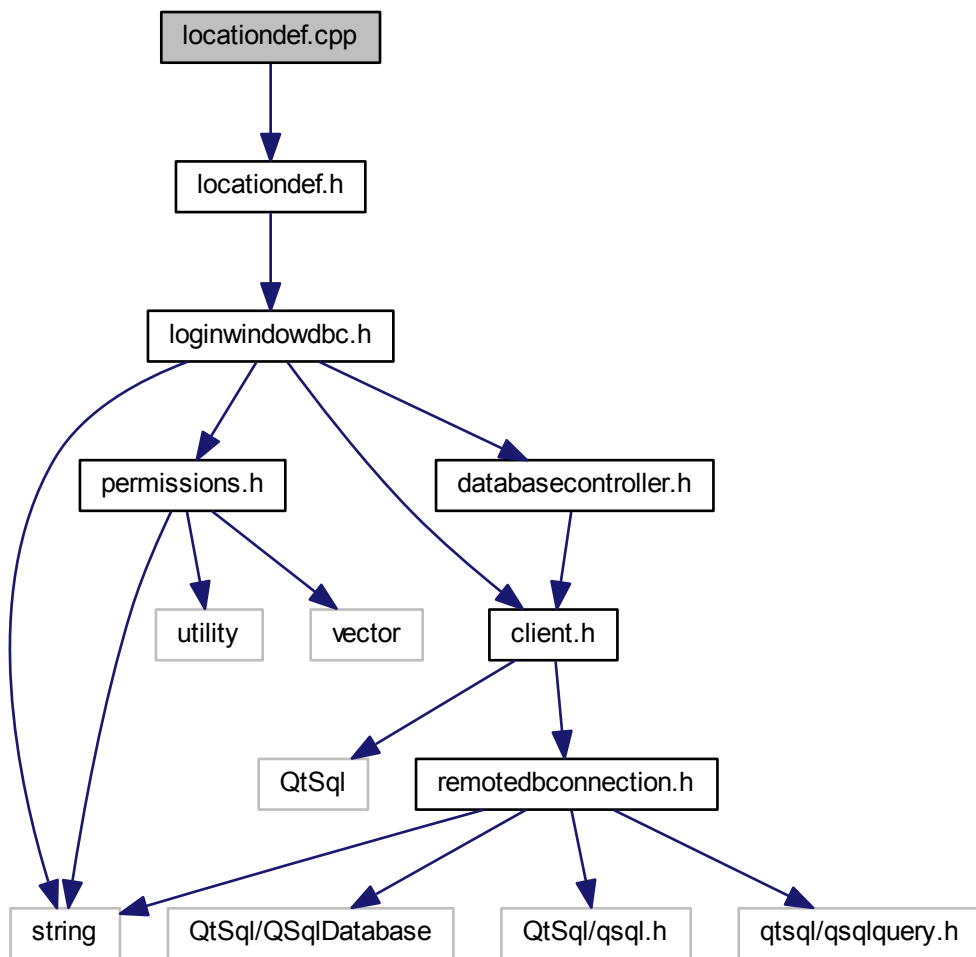 locationdef.cpp
locationdef.h
loginwindowdbc.h
permissions.h
databasecontroller.h
utility
vector
client.h
QtSql
remotedbconnection.h
string
QtSql/QSqlDatabase
QtSql/qsql.h
qtsql/qsqlquery.h